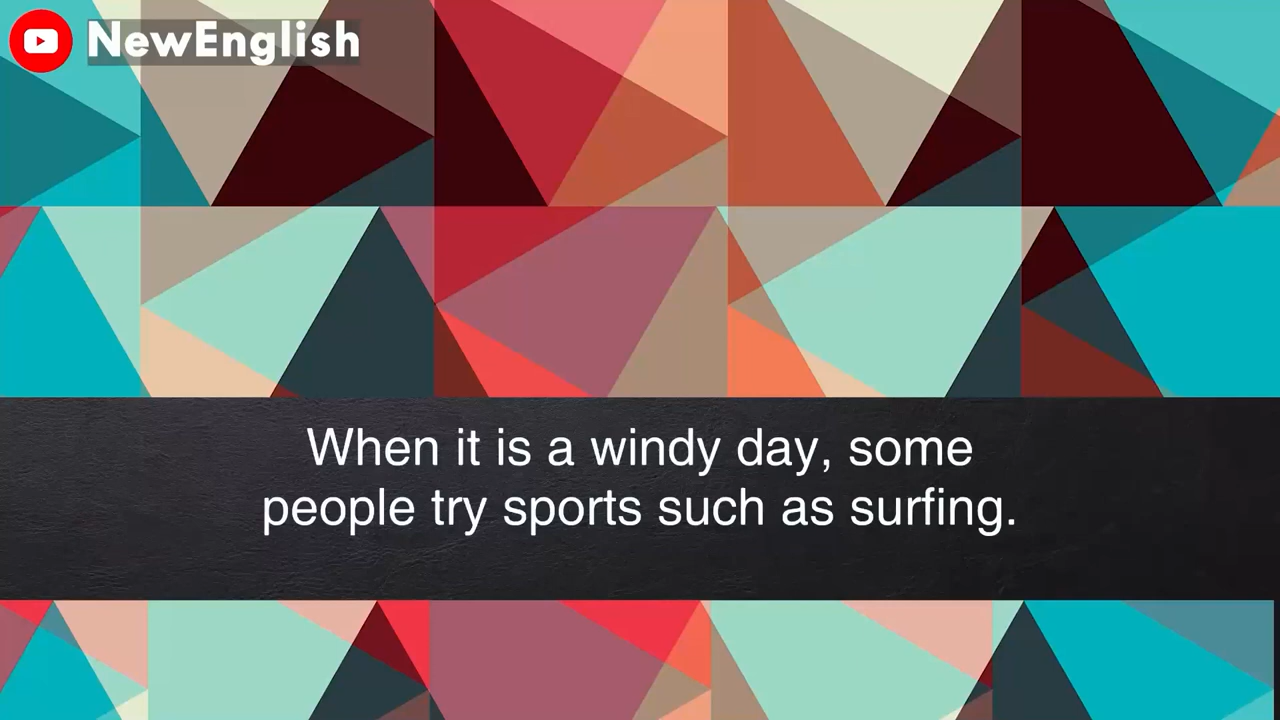 NewEnglish
When it is a windy day, some
people try sports such as surfing.